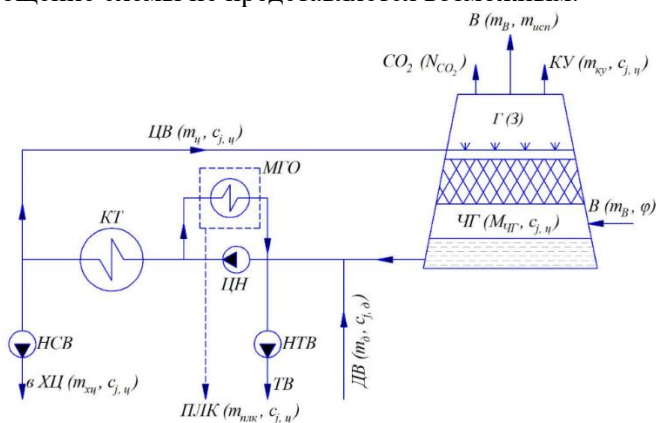 В (m_В, m_исп)
CO₂ (N_CO₂)
КУ (m_ку, c_j, ц)
Г (З)
ЦВ (m_ц, c_j, ц)
МГО
КТ
В (m_В, φ)
ЧГ (М_ЧГ, c_j, ц)
ЦН
НСВ
НТВ
ДВ (m_д, c_j, д)
в ХЦ (m_хц, c_j, ц)
ТВ
ПЛК (m_плк, c_j, ц)